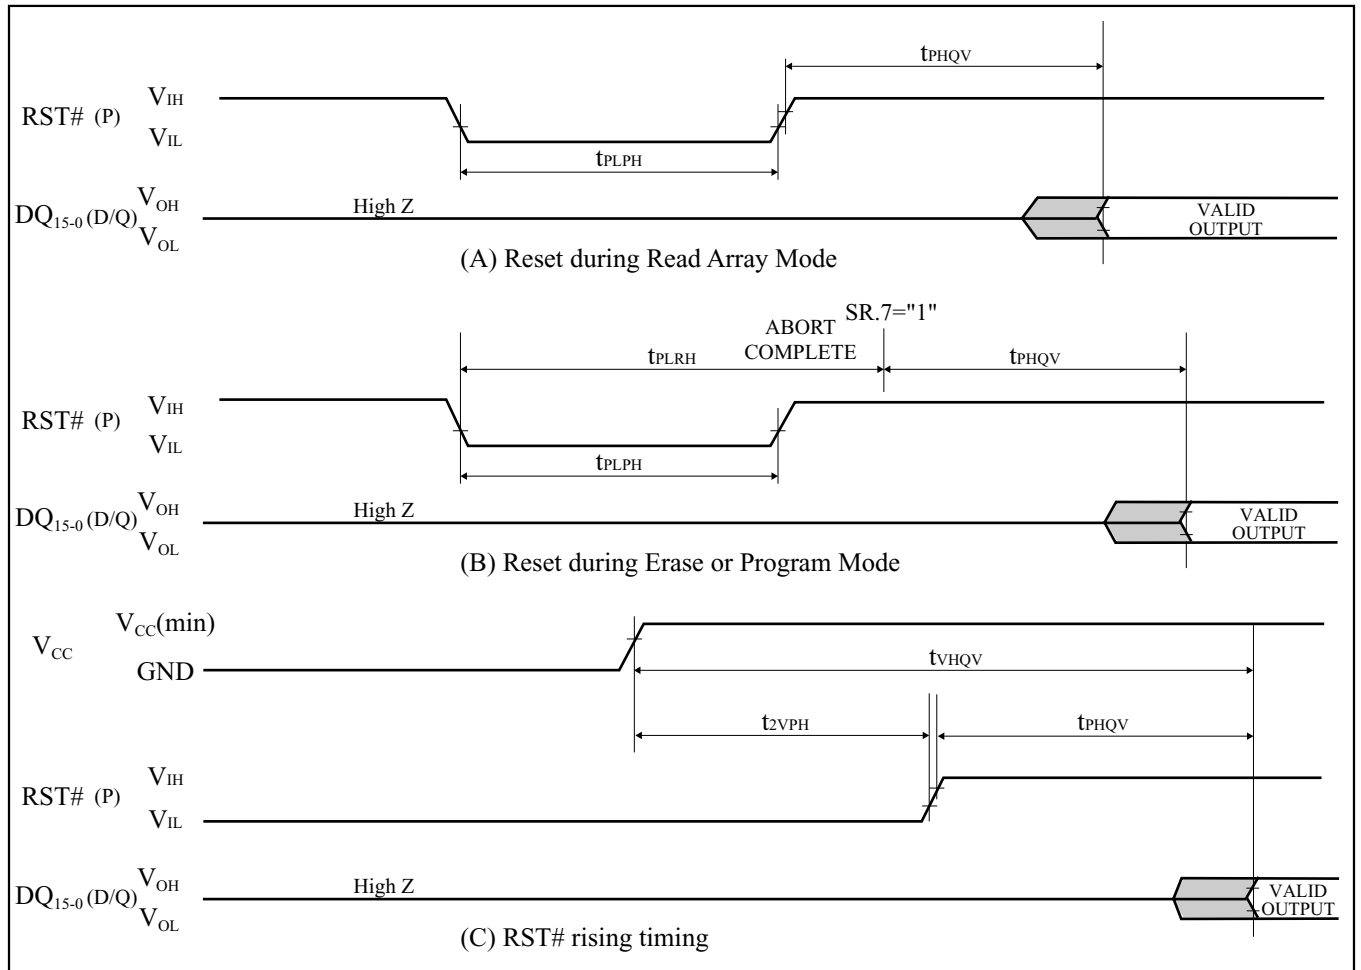 tPHQV
VIH
RST# (P)
VIL
tPLPH
VOH
High Z
DQ15-0 (D/Q)
VALID
OUTPUT
VOL
(A) Reset during Read Array Mode
SR.7="1"
ABORT
COMPLETE
tPLRH
tPHQV
VIH
RST# (P)
VIL
tPLPH
VOH
High Z
DQ15-0 (D/Q)
VALID
OUTPUT
VOL
(B) Reset during Erase or Program Mode
VCC(min)
VCC
GND
tVHQV
t2VPH
tPHQV
VIH
RST# (P)
VIL
VOH
High Z
DQ15-0 (D/Q)
VALID
OUTPUT
VOL
(C) RST# rising timing